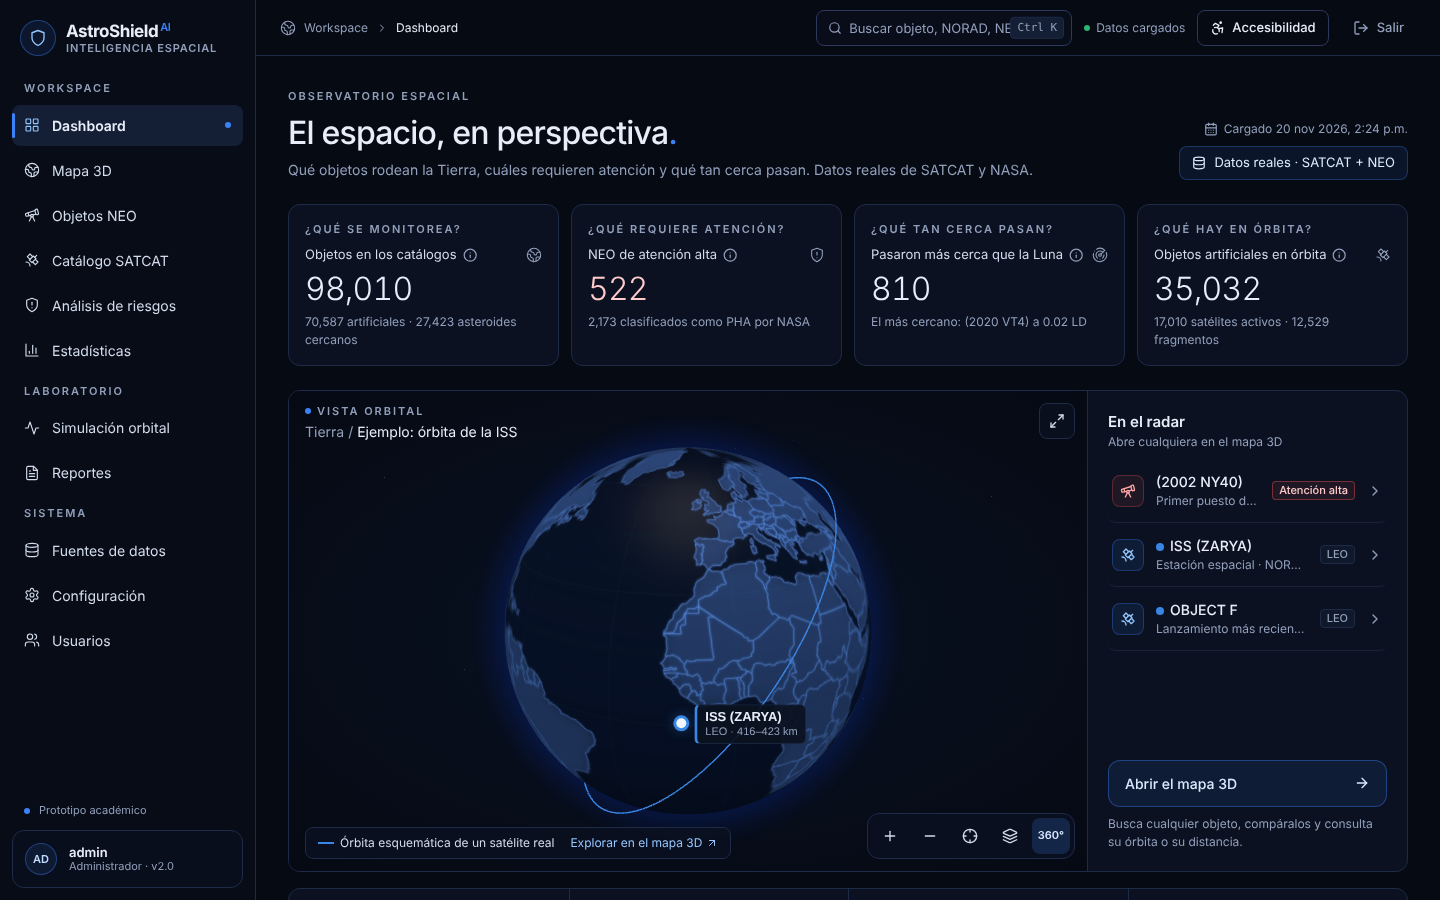 AstroShield AI
INTELIGENCIA ESPACIAL
WORKSPACE
Dashboard
Mapa 3D
Objetos NEO
Catálogo SATCAT
Análisis de riesgos
Estadísticas
LABORATORIO
Simulación orbital
Reportes
SISTEMA
Fuentes de datos
Configuración
Usuarios
Prototipo académico
AD
admin
Administrador · v2.0
Workspace > Dashboard
Buscar objeto, NORAD, NE
Ctrl K
Datos cargados
Accesibilidad
Salir
OBSERVATORIO ESPACIAL
El espacio, en perspectiva.
Qué objetos rodean la Tierra, cuáles requieren atención y qué tan cerca pasan. Datos reales de SATCAT y NASA.
Cargado 20 nov 2026, 2:24 p.m.
Datos reales · SATCAT + NEO
¿QUÉ SE MONITOREA?
Objetos en los catálogos
98,010
70,587 artificiales · 27,423 asteroides
cercanos
¿QUÉ REQUIERE ATENCIÓN?
NEO de atención alta
522
2,173 clasificados como PHA por NASA
¿QUÉ TAN CERCA PASAN?
Pasaron más cerca que la Luna
810
El más cercano: (2020 VT4) a 0.02 LD
¿QUÉ HAY EN ÓRBITA?
Objetos artificiales en órbita
35,032
17,010 satélites activos · 12,529
fragmentos
VISTA ORBITAL
Tierra / Ejemplo: órbita de la ISS
ISS (ZARYA)
LEO · 416–423 km
Órbita esquemática de un satélite real
Explorar en el mapa 3D
360°
En el radar
Abre cualquiera en el mapa 3D
(2002 NY40)
Primer puesto d...
Atención alta
ISS (ZARYA)
Estación espacial · NOR...
LEO
OBJECT F
Lanzamiento más recien...
LEO
Abrir el mapa 3D
Busca cualquier objeto, compáralos y consulta
su órbita o su distancia.